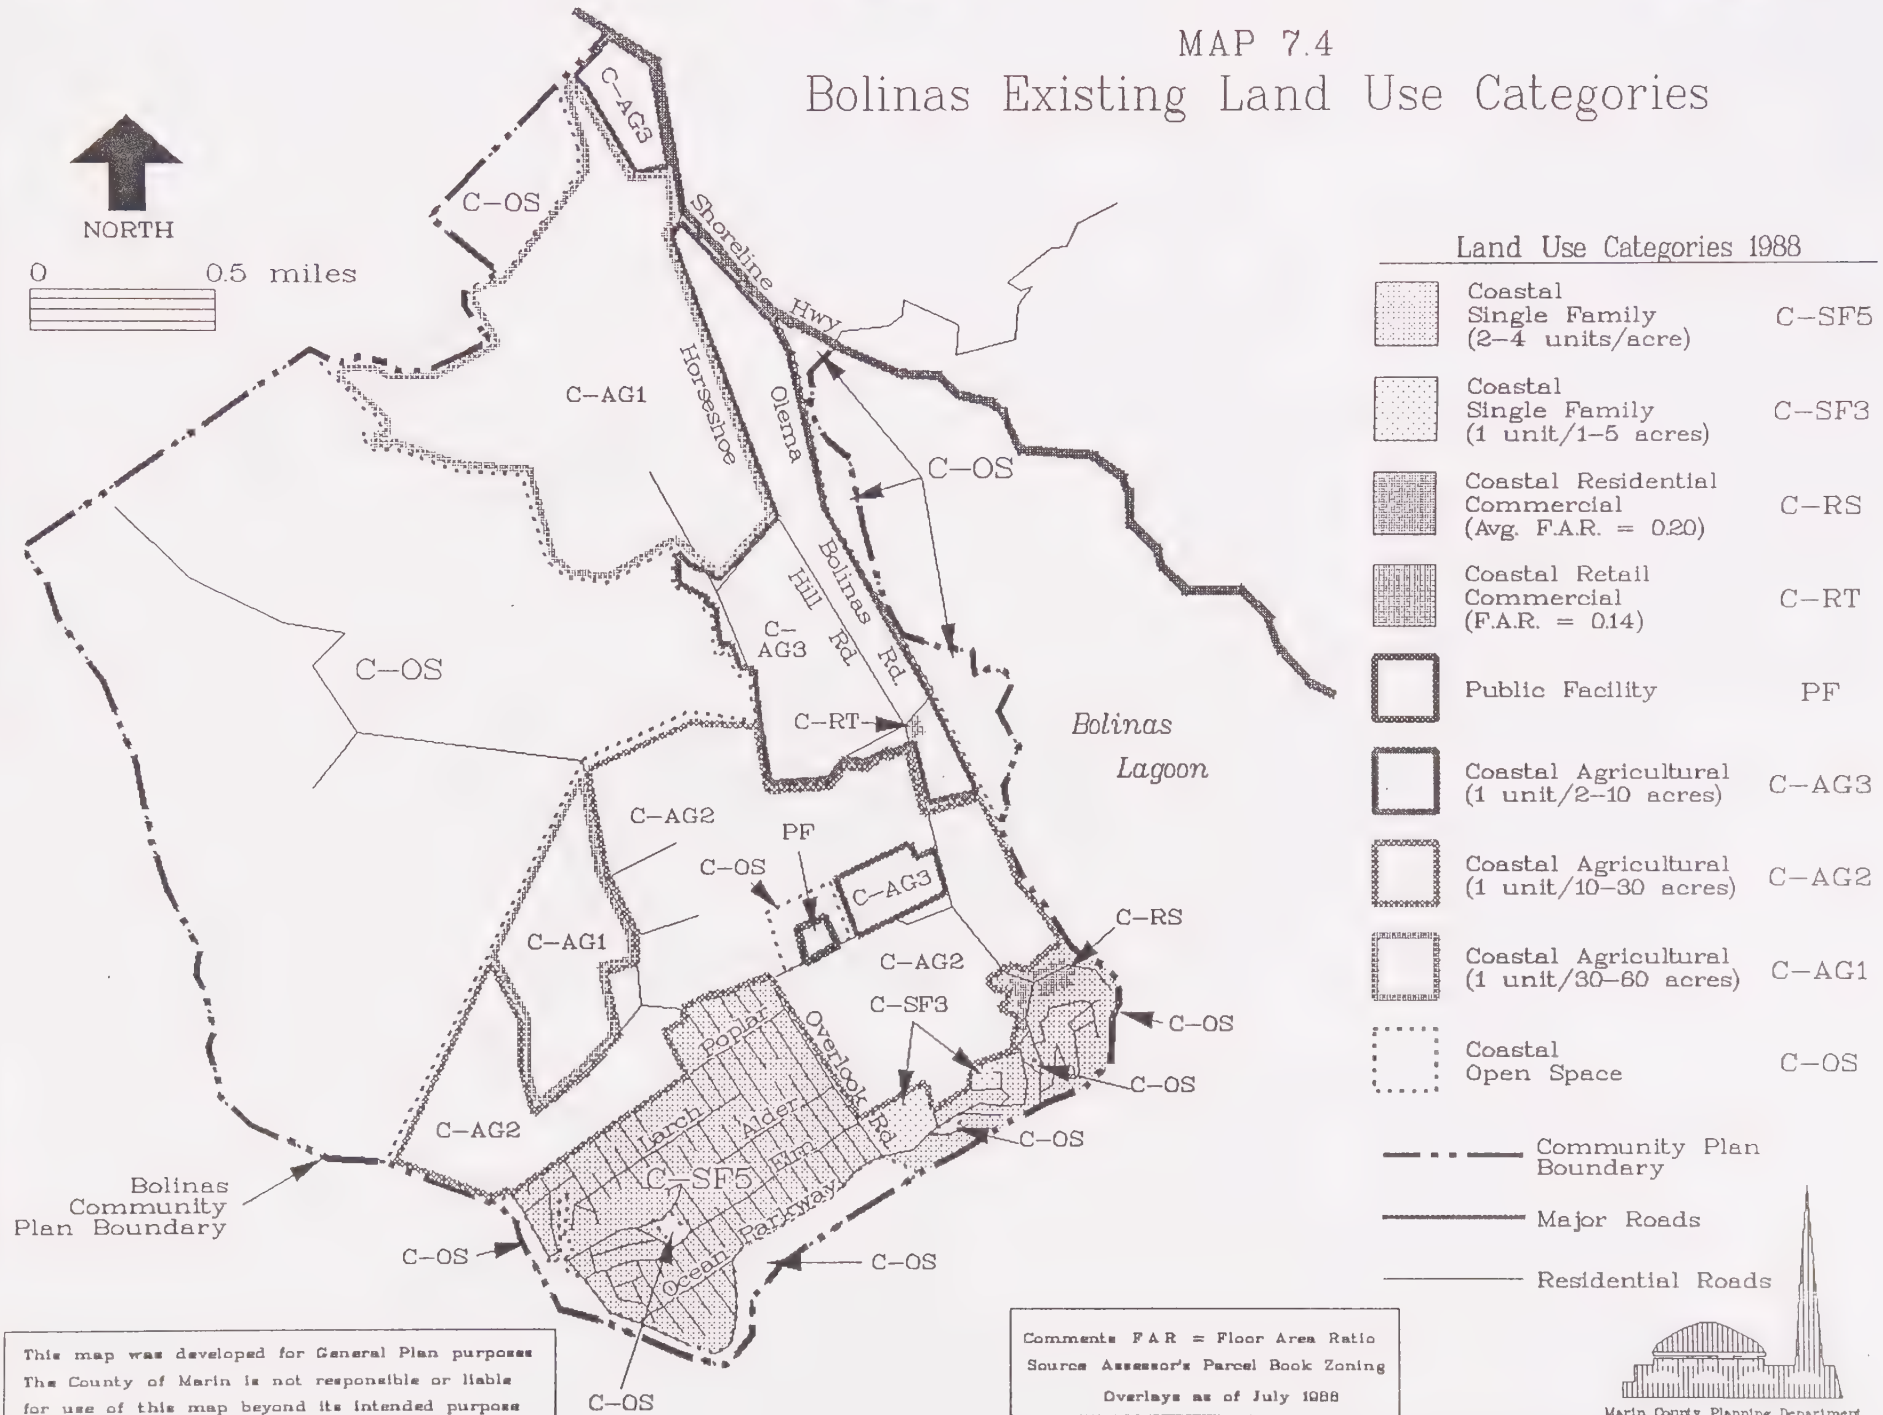 MAP 7.4
Bolinas Existing Land Use Categories
NORTH
0 0.5 miles
C-AG3
C-OS
Shoreline Hwy
C-AG1
Horseshoe
Hill
Rd.
Olema
Bolinas
Rd.
C-OS
C-OS
C-
AG3
C-RT
Bolinas
Lagoon
C-AG2
PF
C-OS
C-AG3
C-AG1
C-AG2
C-RS
C-SF3
C-OS
C-OS
C-OS
C-AG2
Poplar
Overlook Rd.
Larch
Alder
Elm
C-SF5
Ocean Parkway
Bolinas
Community
Plan Boundary
C-OS
C-OS
C-OS
Land Use Categories 1988
Coastal
Single Family C-SF5
(2-4 units/acre)
Coastal
Single Family C-SF3
(1 unit/1-5 acres)
Coastal Residential
Commercial C-RS
(Avg. F.A.R. = 0.20)
Coastal Retail
Commercial C-RT
(F.A.R. = 0.14)
Public Facility PF
Coastal Agricultural C-AG3
(1 unit/2-10 acres)
Coastal Agricultural C-AG2
(1 unit/10-30 acres)
Coastal Agricultural C-AG1
(1 unit/30-60 acres)
Coastal
Open Space C-OS
Community Plan
Boundary
Major Roads
Residential Roads
This map was developed for General Plan purposes
The County of Marin is not responsible or liable
for use of this map beyond its intended purpose
Comments FAR = Floor Area Ratio
Source Assessor's Parcel Book Zoning
Overlays as of July 1988
Marin County Planning Department